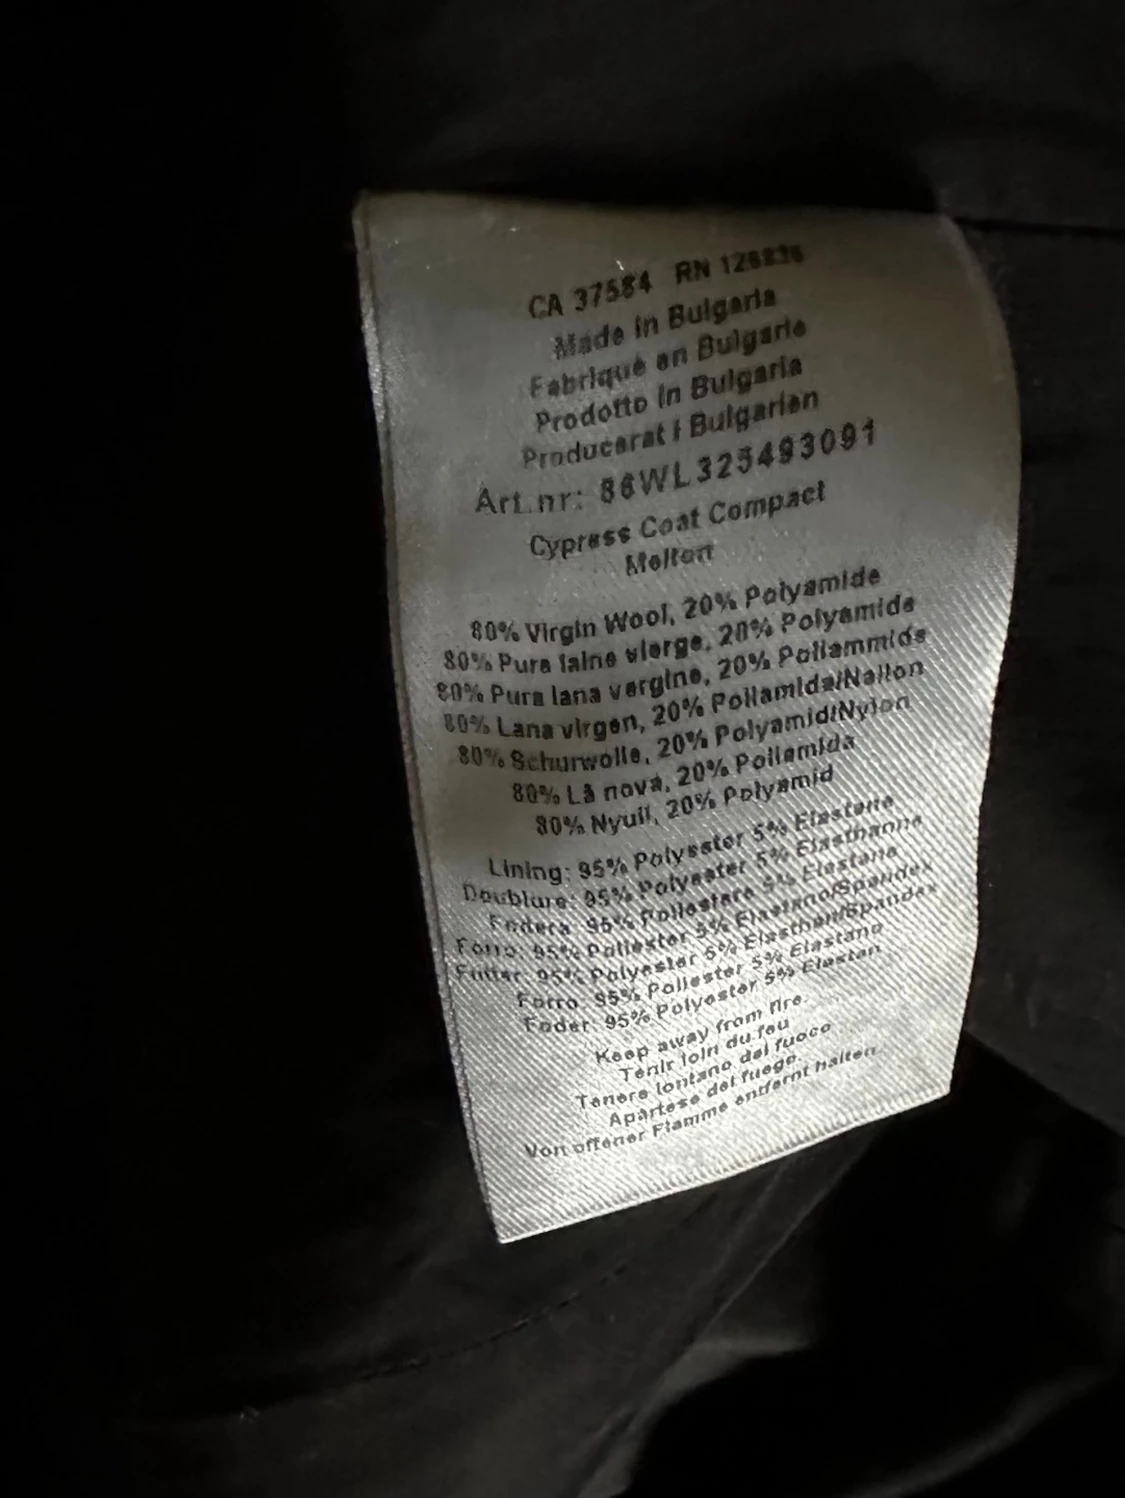 CA 37584 RN 126836
Made in Bulgaria
Fabriqué en Bulgarie
Prodotto in Bulgaria
Producerat i Bulgarien
Art.nr: 86WL325493091
Cypress Coat Compact
Melton
80% Virgin Wool, 20% Polyamide
80% Pura laine vierge, 20% Polyamide
80% Pura lana vergine, 20% Poliammide
80% Lana virgen, 20% Poliamida/Nailon
80% Schurwolle, 20% Polyamid/Nylon
80% Lã nova, 20% Poliamida
80% Nyull, 20% Polyamid
Lining: 95% Polyester 5% Elastane
Doublure: 95% Polyester 5% Elasthanne
Fodera: 95% Poliestere 5% Elastane
Forro: 95% Poliester 5% Elastano/Spandex
Futter: 95% Polyester 5% Elasthan/Spandex
Forro: 95% Poliester 5% Elastano
Foder: 95% Polyester 5% Elastan
Keep away from fire.
Tenir loin du feu
Tenere lontano dal fuoco
Apartese del fuego.
Von offener Flamme entfernt halten.